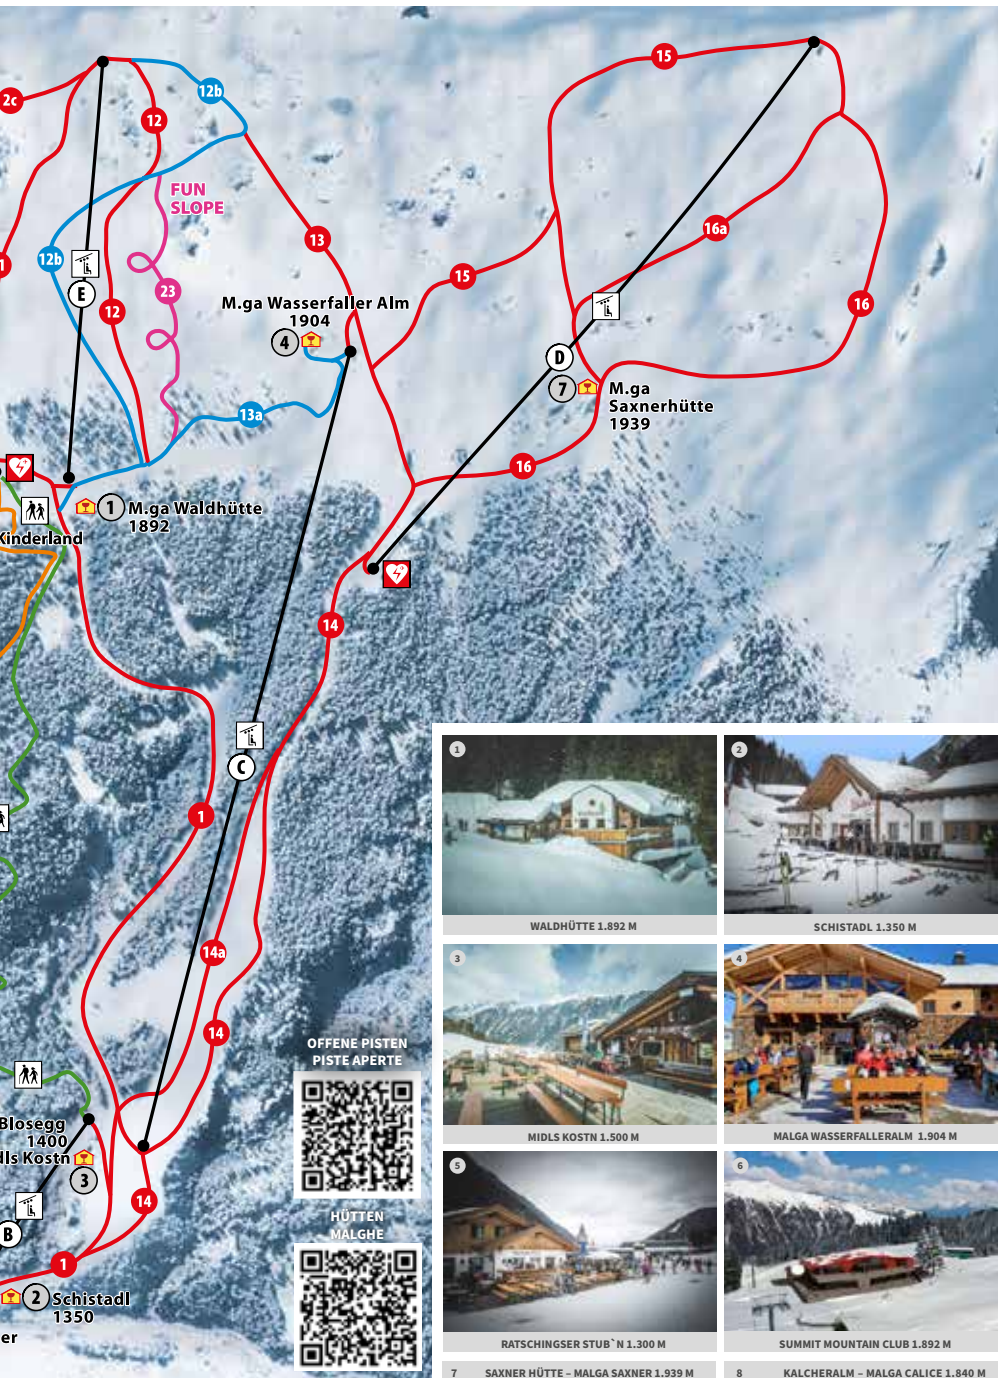 15
12b
2c
12
FUN
SLOPE
16a
13
12b
1
15
23
E
M.ga Wasserfaller Alm
1904
12
16
4
D
7
M.ga
Saxnerhütte
1939
13a
16
1
M.ga Waldhütte
1892
Kinderland
14
C
1
14a
14
OFFENE PISTEN
PISTE APERTE
Blosegg
1400
dls Kostn
3
14
HÜTTEN
MALGHE
B
1
2
Schistadl
1350
er
1
WALDHÜTTE 1.892 M
2
SCHISTADL 1.350 M
3
MIDLS KOSTN 1.500 M
4
MALGA WASSERFALLERALM 1.904 M
5
RATSCHINGSER STUB`N 1.300 M
6
SUMMIT MOUNTAIN CLUB 1.892 M
7 SAXNER HÜTTE – MALGA SAXNER 1.939 M
8 KALCHERALM – MALGA CALICE 1.840 M